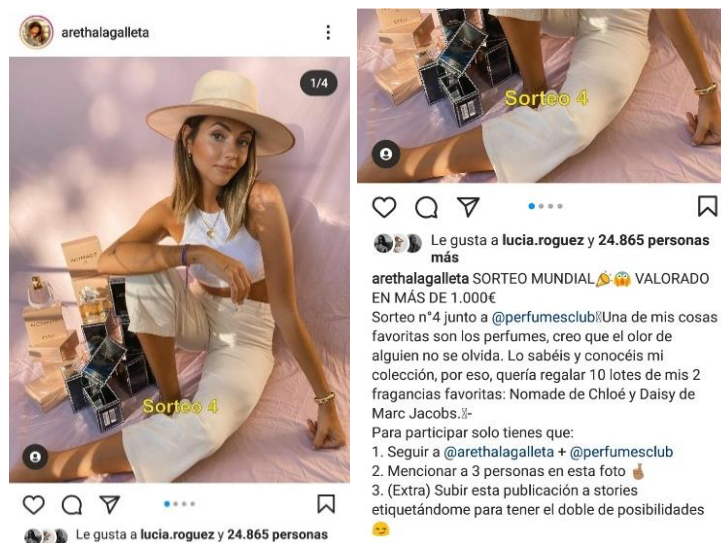 arethalagalleta
1/4
NOMADE
NOMADE
Sorteo 4
Le gusta a lucia.roguez y 24.865 personas
Sorteo 4
Le gusta a lucia.roguez y 24.865 personas
más
arethalagalleta SORTEO MUNDIAL🎉😱 VALORADO
EN MÁS DE 1.000€
Sorteo n°4 junto a @perfumesclub Una de mis cosas
favoritas son los perfumes, creo que el olor de
alguien no se olvida. Lo sabéis y conocéis mi
colección, por eso, quería regalar 10 lotes de mis 2
fragancias favoritas: Nomade de Chloé y Daisy de
Marc Jacobs. -
Para participar solo tienes que:
1. Seguir a @arethalagalleta + @perfumesclub
2. Mencionar a 3 personas en esta foto 🤞🏽
3. (Extra) Subir esta publicación a stories
etiquetándome para tener el doble de posibilidades
😏